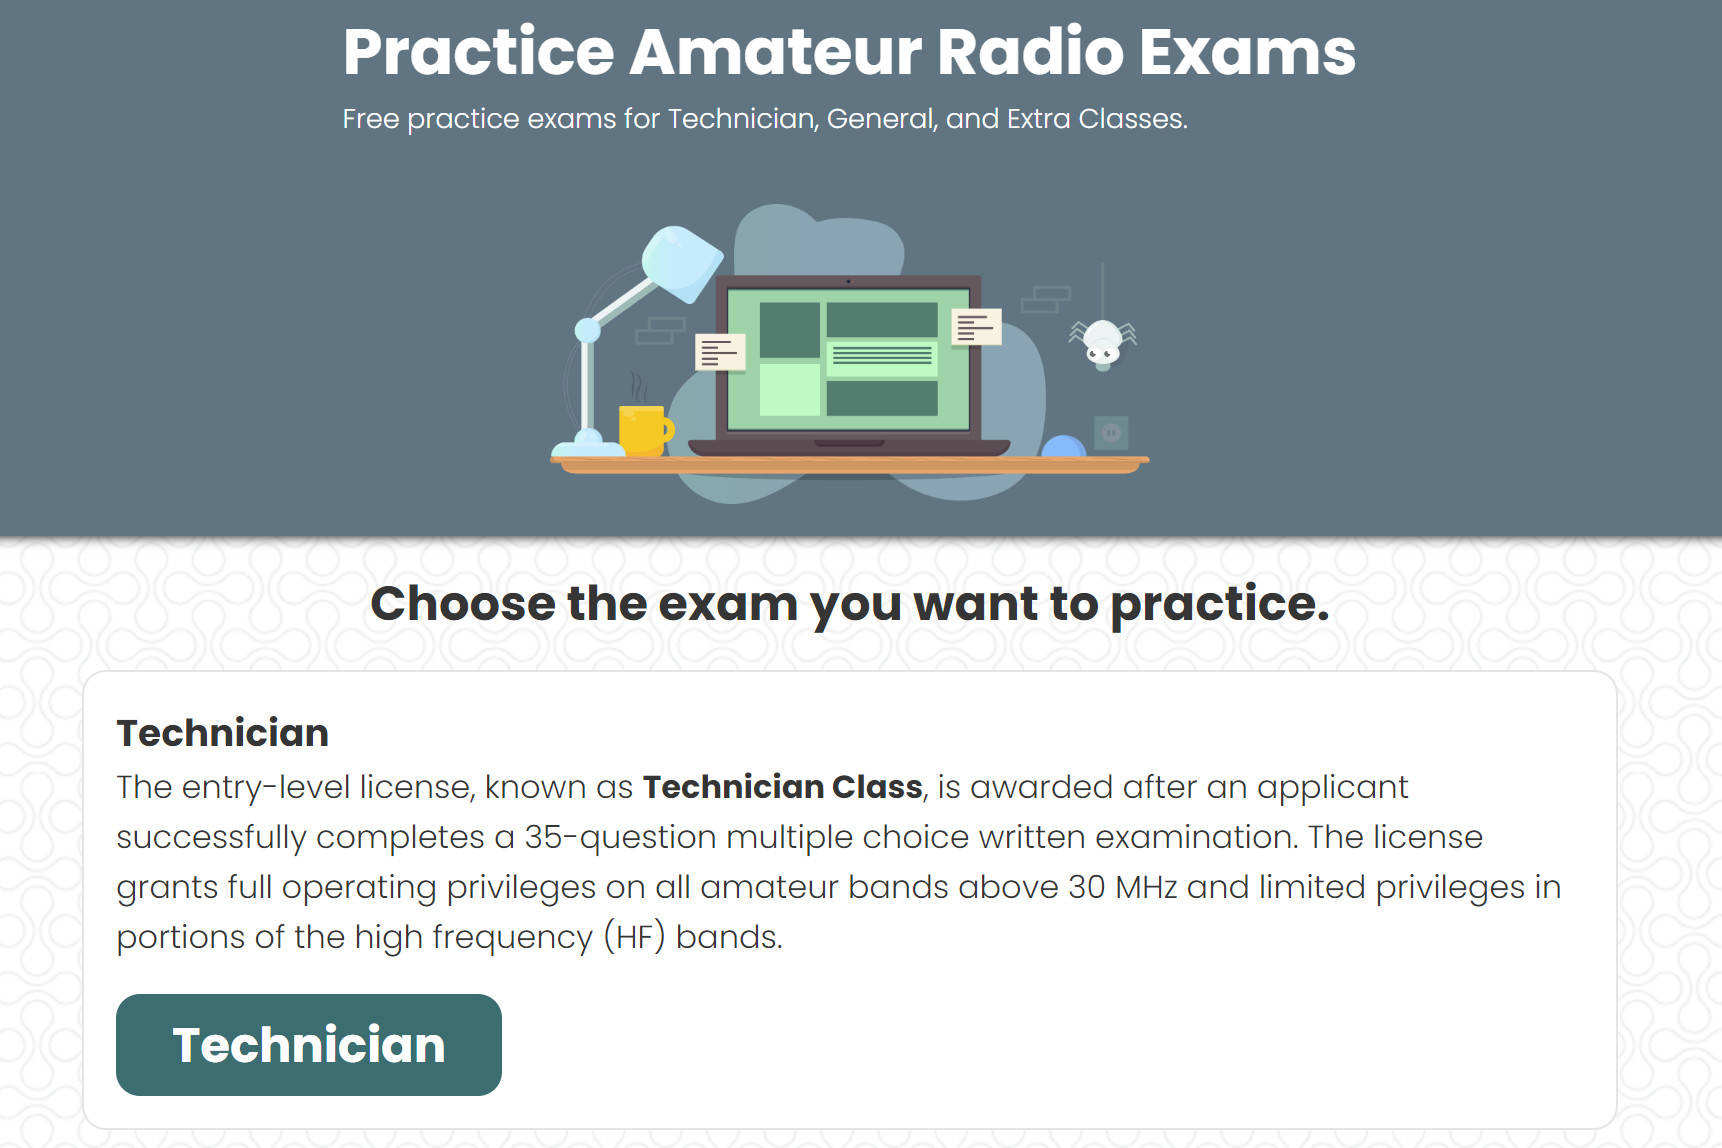 Practice Amateur Radio Exams
Free practice exams for Technician, General, and Extra Classes.
Choose the exam you want to practice.
Technician
The entry-level license, known as Technician Class, is awarded after an applicant
successfully completes a 35-question multiple choice written examination. The license
grants full operating privileges on all amateur bands above 30 MHz and limited privileges in
portions of the high frequency (HF) bands.
Technician